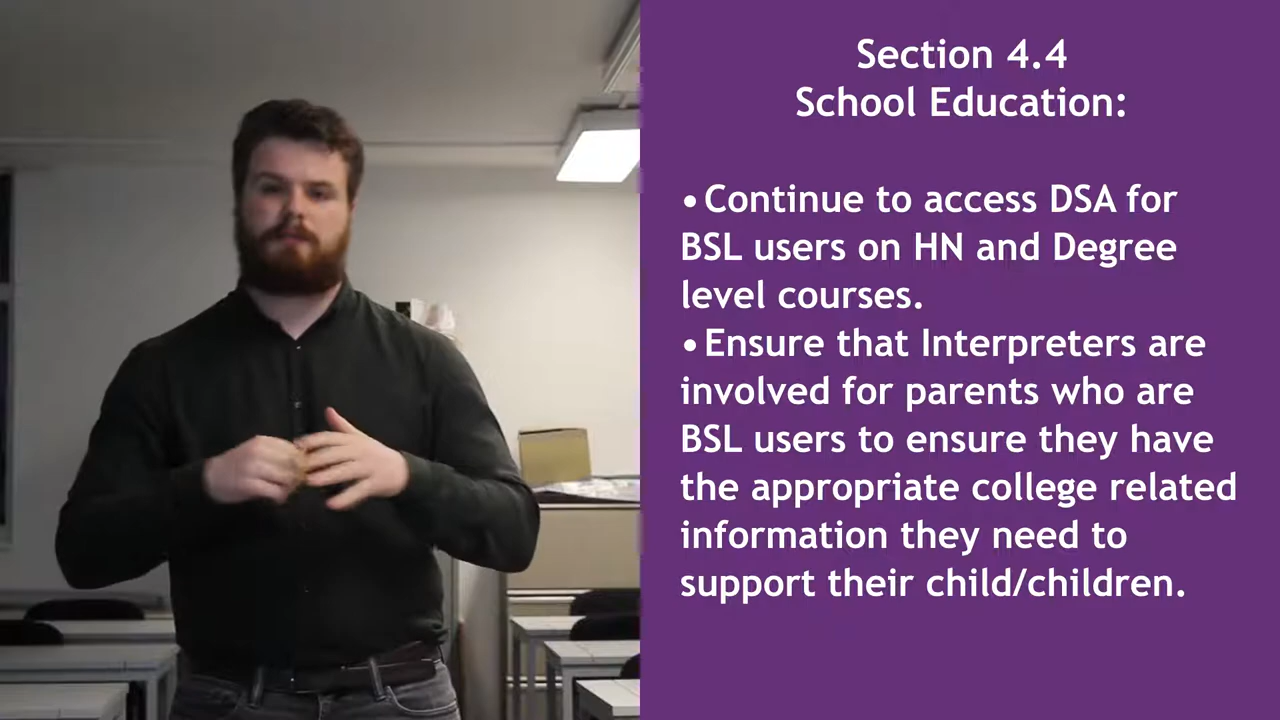 Section 4.4
School Education:
•Continue to access DSA for
BSL users on HN and Degree
level courses.
•Ensure that Interpreters are
involved for parents who are
BSL users to ensure they have
the appropriate college related
information they need to
support their child/children.